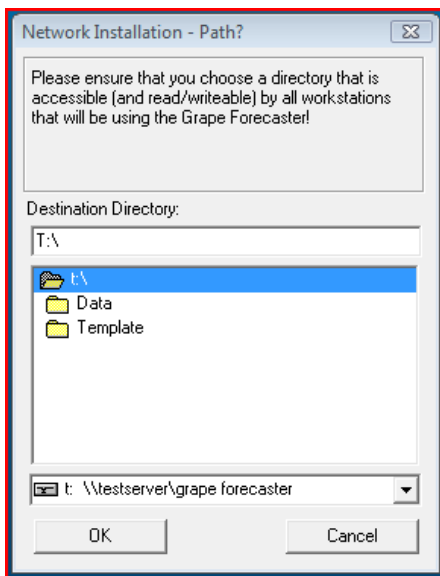 Network Installation - Path?
Please ensure that you choose a directory that is
accessible (and read/writeable) by all workstations
that will be using the Grape Forecaster!
Destination Directory:
T:\
t:\
Data
Template
t: \\testserver\grape forecaster
OK
Cancel